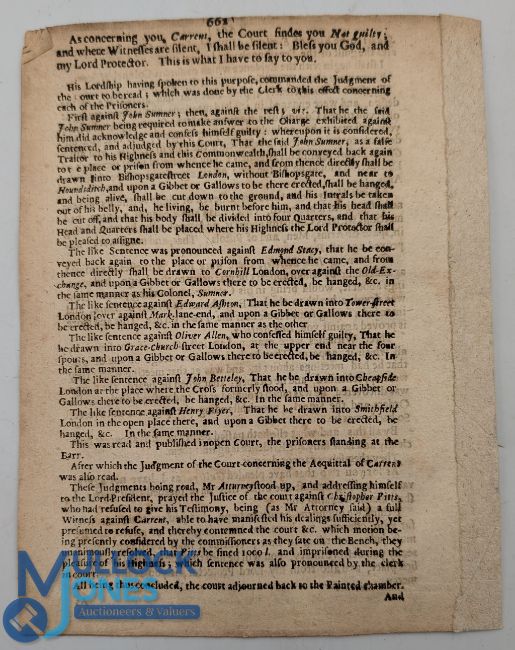 662
As concerning you, Carrent, the Court findes you Not guilty;
and where Witnesses are silent, I shall be silent: Bless you God, and
my Lord Protector. This is what I have to say to you.
His Lordship having spoken to this purpose, commanded the Judgment of
the court to be read; which was done by the Clerk to this effect concerning
each of the Prisoners.
First against John Sumner; then, against the rest; viz. That he the said
John Sumner being required to make answer to the Charge exhibited against
him did acknowledge and confess himself guilty: whereupon it is considered,
sentenced, and adjudged by this Court, That the said John Sumner, as a false
Traitor to his Highness and this Commonwealth, shall be conveyed back again
to the place or prison from whence he came, and from thence directly shall be
drawn into Bishopsgatestreet London, without Bishopsgate, and near to
Houndsditch, and upon a Gibbet or Gallows to be there erected, shall be hanged,
and being alive, shall be cut down to the ground, and his Intrals be taken
out of his belly, and, he living, be burnt before him, and that his head shall
be cut off, and that his body shall be divided into four Quarters, and that his
Head and Quarters shall be placed where his Highness the Lord Protector shall
be pleased to assigne.
The like Sentence was pronounced against Edmond Stacy, that he be con-
veyed back again to the place or prison from whence he came, and from
thence directly shall be drawn to Cornhill London, over against the Old-Ex-
change, and upon a Gibbet or Gallows there to be erected, be hanged, &c. in
the same manner as his Colonel, Sumner.
The like sentence against Edward Ashton, That he be drawn into Tower-street
London, over against Mark-lane-end, and upon a Gibbet or Gallows there to
be erected, be hanged, &c. in the same manner as the other
The like sentence against Oliver Allen, who confessed himself guilty, That he
be drawn into Grace-church-street London, at the upper end near the four
spouts, and upon a Gibbet or Gallows there to be erected, be hanged, &c. In
the same manner.
The like sentence against John Betteley, That he be drawn into Cheapside
London at the place where the Cross formerly stood, and upon a Gibbet or
Gallows there to be erected, be hanged, &c. In the same manner.
The like sentence against Henry Fryer, That he be drawn into Smithfield
London in the open place there, and upon a Gibbet there to be erected, be
hanged, &c. In the same manner.
This was read and published in open Court, the prisoners standing at the
Barr.
After which the Judgment of the Court concerning the Acquittal of Carrent
was also read.
These Judgments being read, Mr Attorney stood up, and addressing himself
to the Lord President, prayed the Justice of the court against Christopher Pitts,
who had refused to give his Testimony, being (as Mr Attorney said) a full
Witness against Carrent, able to have manifested his dealings sufficiently, yet
presumed to refuse, and thereby contemned the court &c. which motion be-
ing presently considered by the commissioners as they sate on the Bench, they
unanimously resolved, that Pitts be fined 1000 l. and imprisoned during the
pleasure of his Highness; which sentence was also pronounced by the clerk
in court.
All being thus concluded, the court adjourned back to the Painted chamber.
And
MULLOCK
JONES
Auctioneers & Valuers